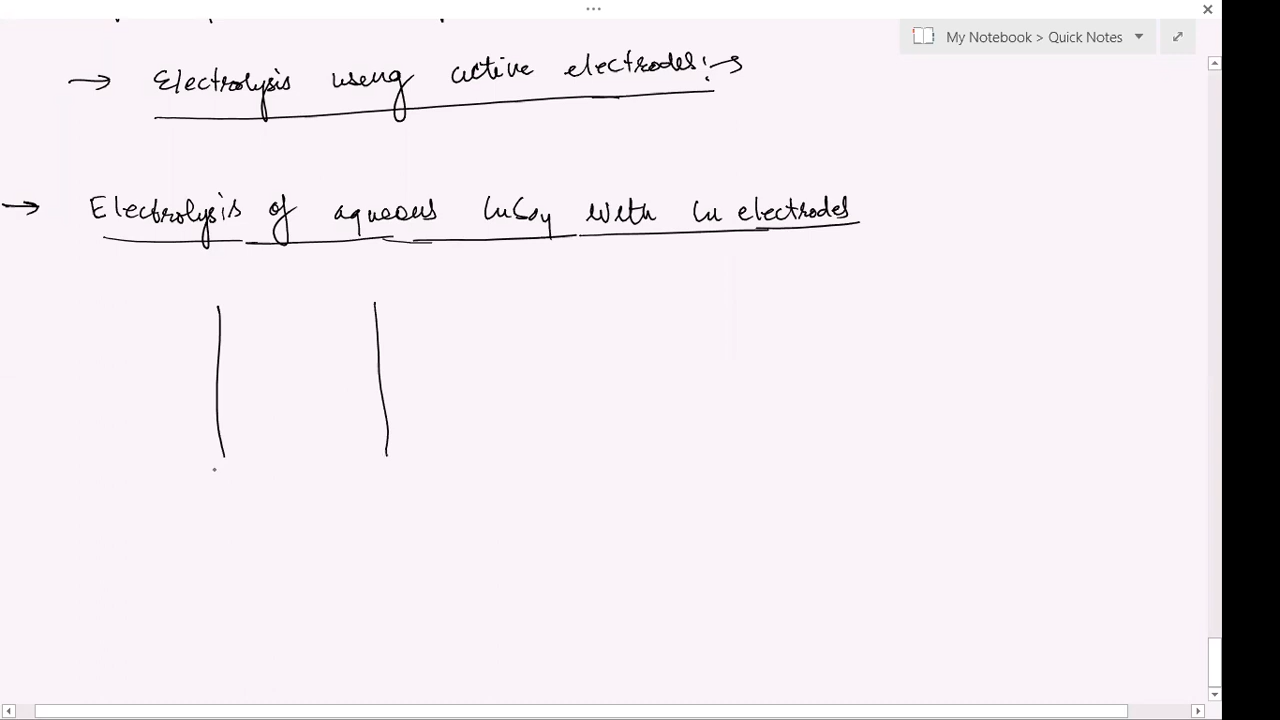 My Notebook > Quick Notes
→ Electrolysis using active electrodes:→
→ Electrolysis of aqueous CuSO4 with Cu electrodes